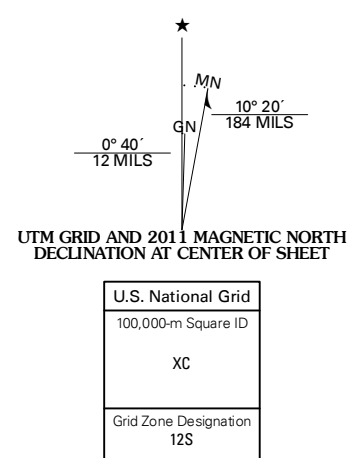 ★
MN
GN
10° 20´
184 MILS
0° 40´
12 MILS
UTM GRID AND 2011 MAGNETIC NORTH
DECLINATION AT CENTER OF SHEET
U.S. National Grid
100,000-m Square ID
XC
Grid Zone Designation
12S